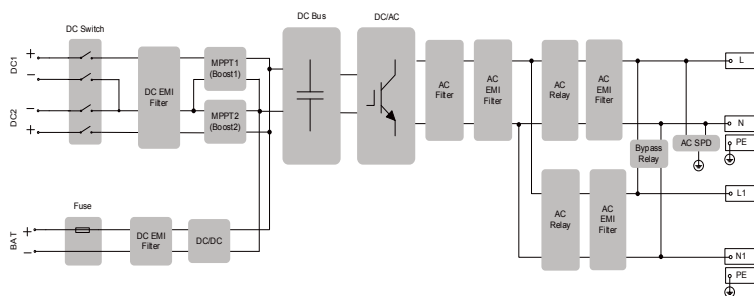 DC Switch
DC1
+
−
DC2
−
+
DC EMI
Filter
MPPT1
(Boost1)
MPPT2
(Boost2)
DC Bus
DC/AC
AC
Filter
AC
EMI
Filter
AC
Relay
AC
EMI
Filter
L
N
PE
Bypass
Relay
AC SPD
Fuse
BAT
+
−
DC EMI
Filter
DC/DC
AC
Relay
AC
EMI
Filter
L1
N1
PE